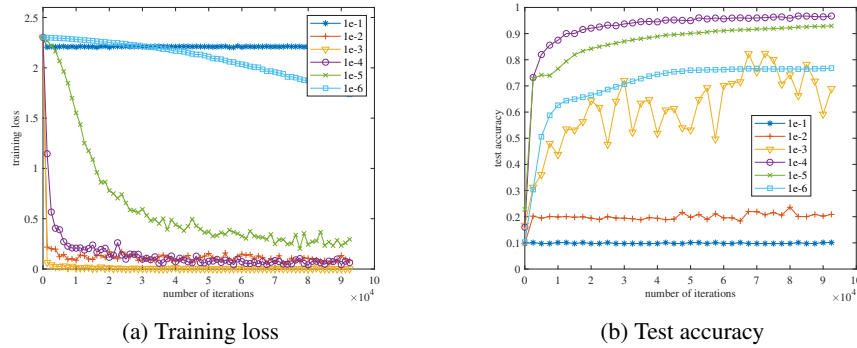 2.5
2
1.5
1
0.5
0
training loss
0 1 2 3 4 5 6 7 8 9 10
number of iterations
×10^4
1e-1
1e-2
1e-3
1e-4
1e-5
1e-6
(a) Training loss
1
0.9
0.8
0.7
0.6
0.5
0.4
0.3
0.2
0.1
0
test accuracy
0 1 2 3 4 5 6 7 8 9 10
number of iterations
×10^4
1e-1
1e-2
1e-3
1e-4
1e-5
1e-6
(b) Test accuracy